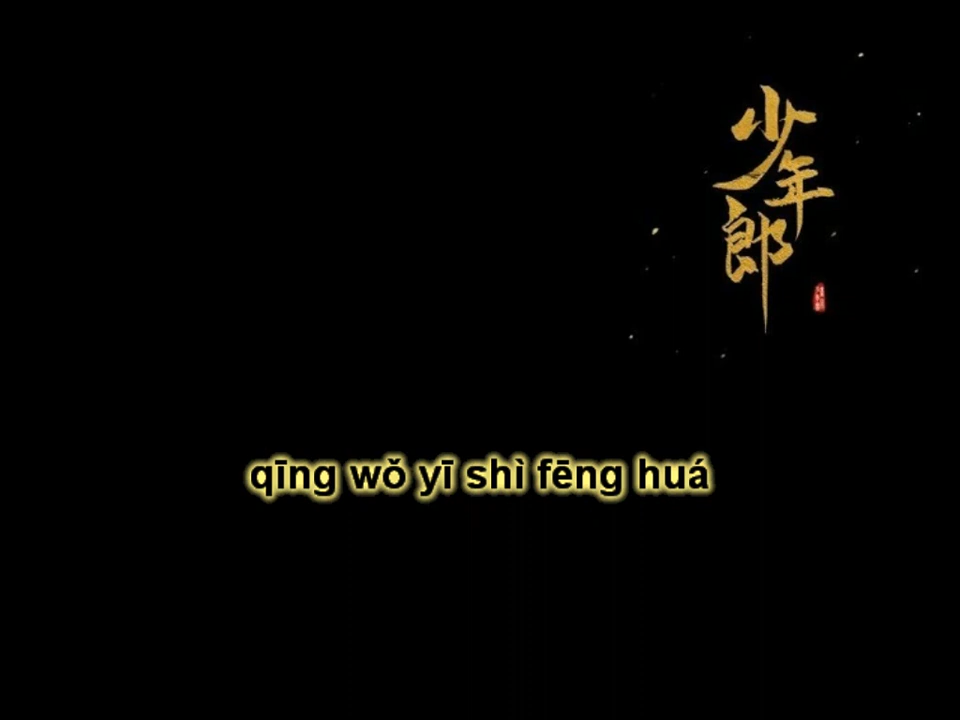 少年郎
qīng wǒ yī shì fēng huá